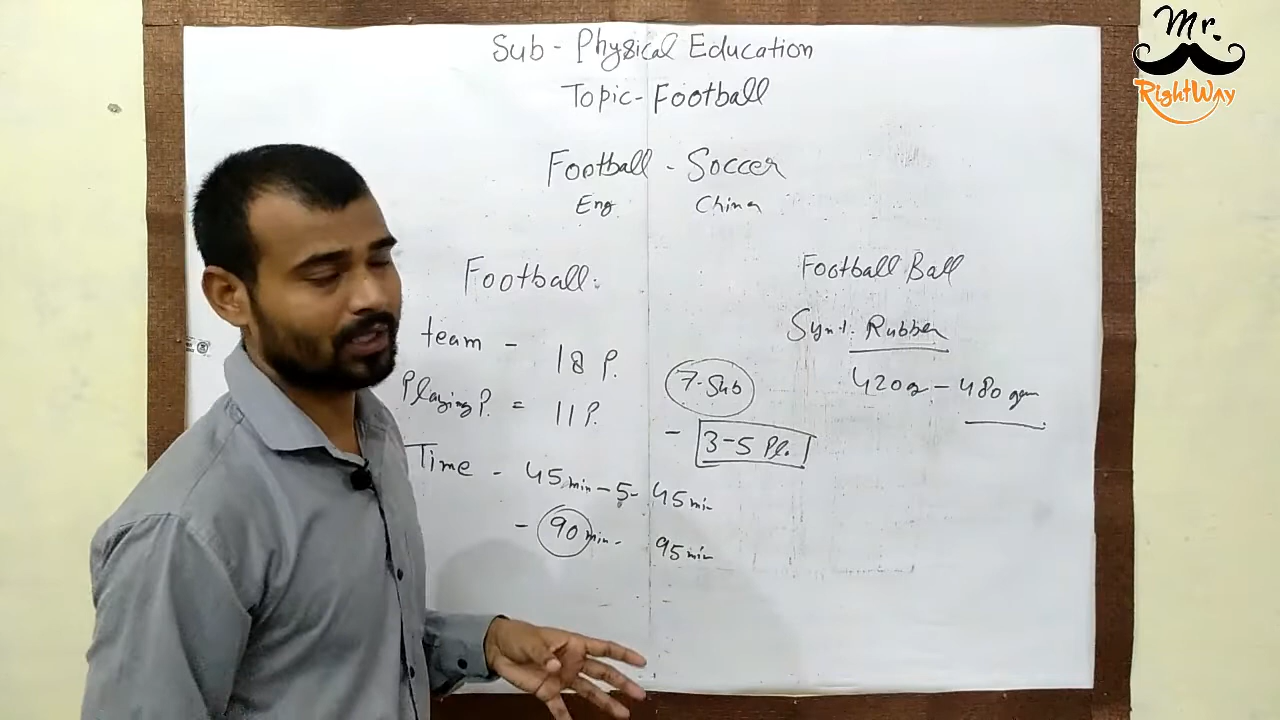 Mr.
RightWay
Sub - Physical Education
Topic - Football
Football - Soccer
Eng China
Football:
team - 18 P.
Playing P. = 11 P.
7-Sub
- 3-5 Pl.
Time - 45 min - 5 - 45 min
- 90 min - 95 min
Football Ball
Synt. Rubber
420g - 480 gm